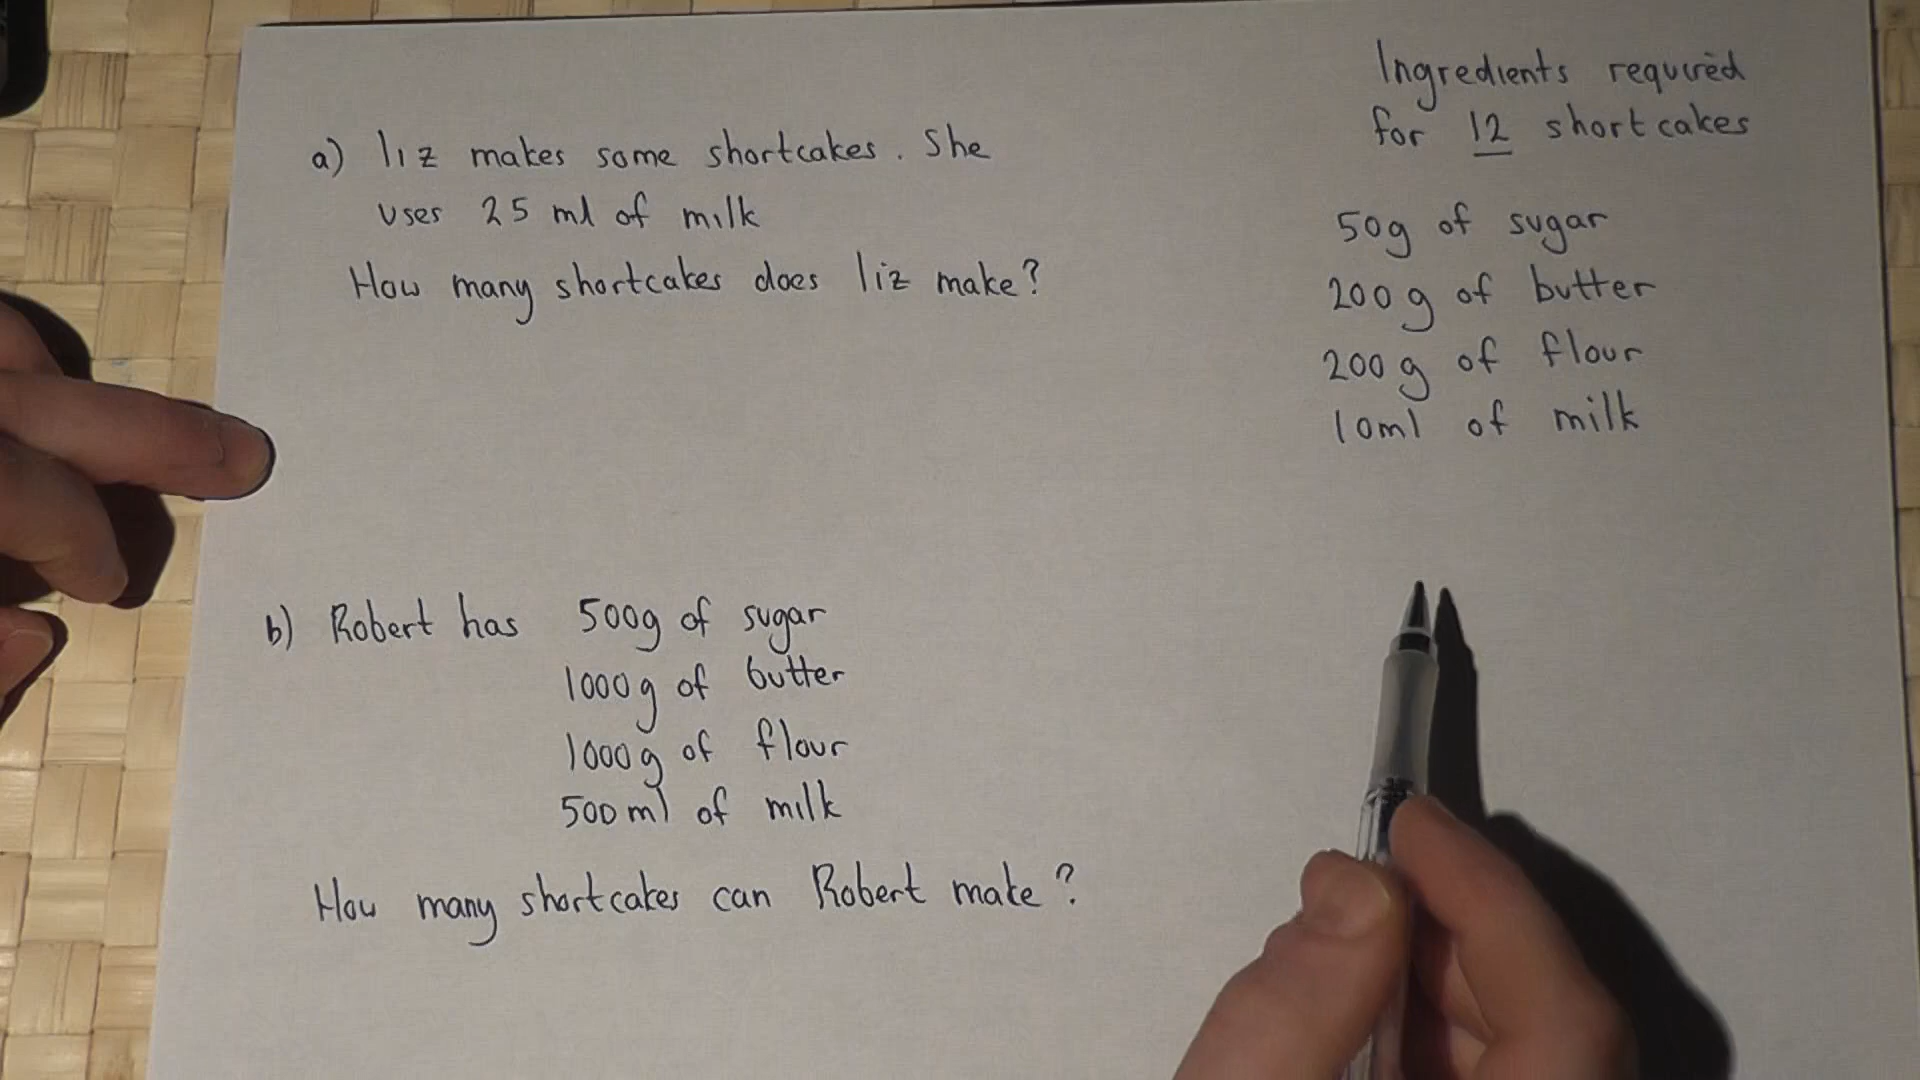 Ingredients required
for 12 shortcakes
50g of sugar
200g of butter
200g of flour
10ml of milk
a) liz makes some shortcakes. She
uses 25 ml of milk
How many shortcakes does liz make?
b) Robert has 500g of sugar
1000g of butter
1000g of flour
500ml of milk
How many shortcakes can Robert make?